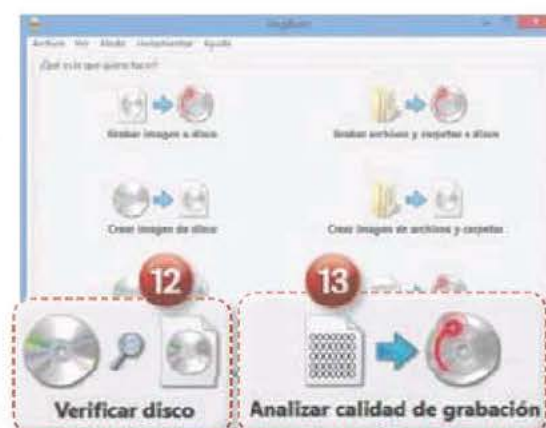 ImgBurn
Archivo Ver Modo Herramientas Ayuda
¿Qué es lo que quiere hacer?
Grabar imagen a disco
Grabar archivos y carpetas a disco
Crear imagen de disco
Crear imagen de archivos y carpetas
12
13
Verificar disco
Analizar calidad de grabación